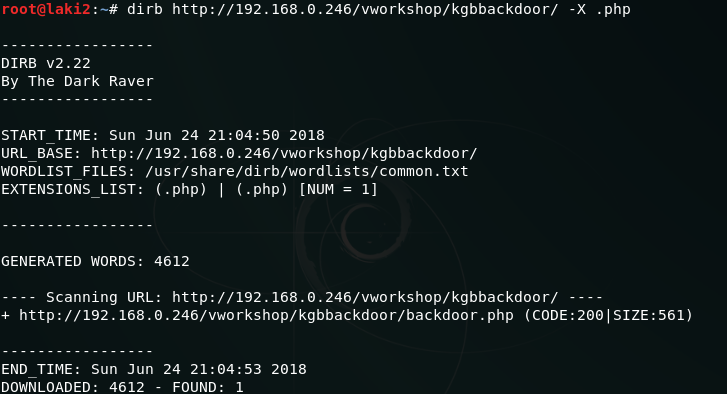 root@laki2:~# dirb http://192.168.0.246/vworkshop/kgbbackdoor/ -X .php
-----------------
DIRB v2.22
By The Dark Raver
-----------------
START_TIME: Sun Jun 24 21:04:50 2018
URL_BASE: http://192.168.0.246/vworkshop/kgbbackdoor/
WORDLIST_FILES: /usr/share/dirb/wordlists/common.txt
EXTENSIONS_LIST: (.php) | (.php) [NUM = 1]
-----------------
GENERATED WORDS: 4612
---- Scanning URL: http://192.168.0.246/vworkshop/kgbbackdoor/ ----
+ http://192.168.0.246/vworkshop/kgbbackdoor/backdoor.php (CODE:200|SIZE:561)
-----------------
END_TIME: Sun Jun 24 21:04:53 2018
DOWNLOADED: 4612 - FOUND: 1